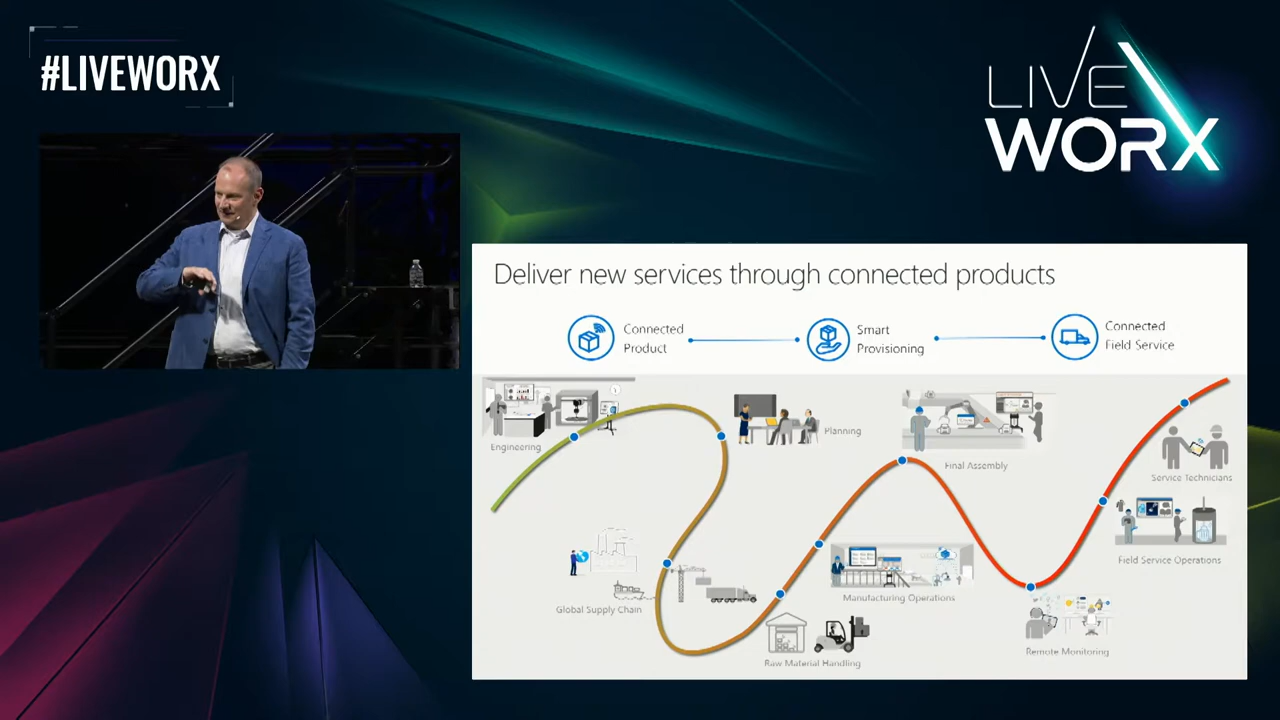 #LIVEWORX
LIVE
WORX
Deliver new services through connected products
Connected
Product
Smart
Provisioning
Connected
Field Service
Engineering
Planning
Final Assembly
Service Technicians
Field Service Operations
Global Supply Chain
Manufacturing Operations
Raw Material Handling
Remote Monitoring